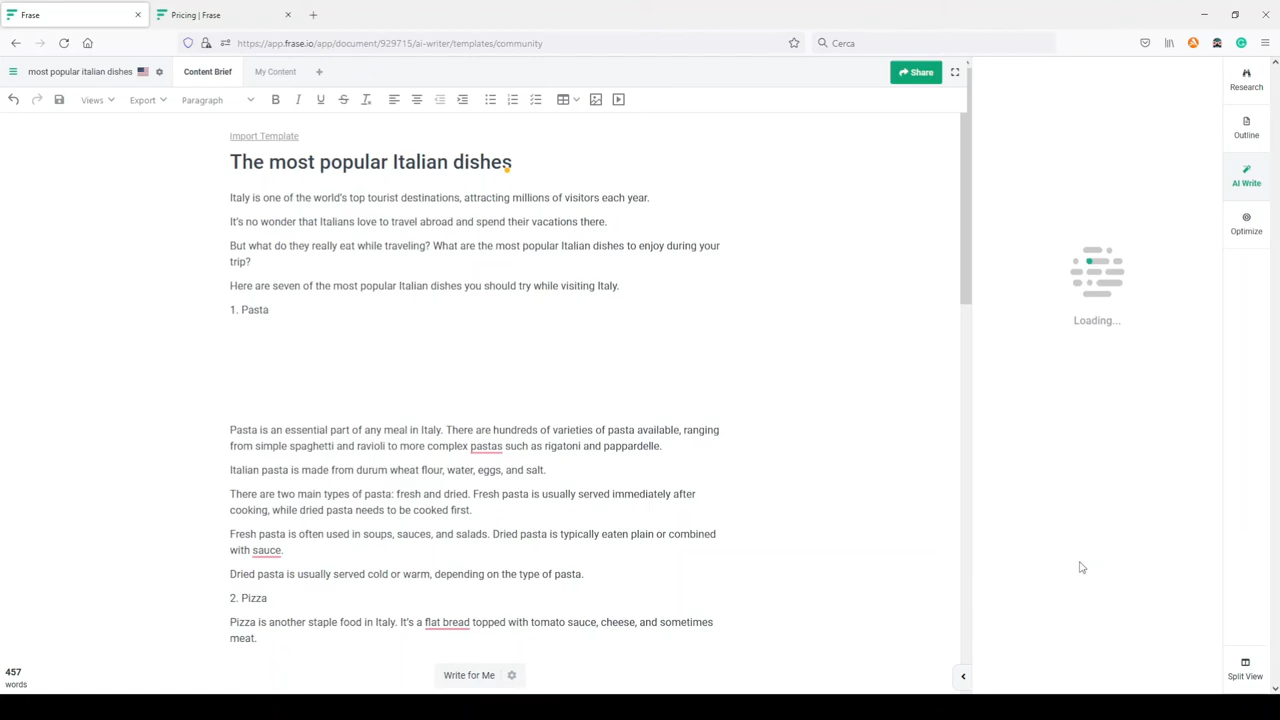 Frase
Pricing | Frase
https://app.frase.io/app/document/929715/ai-writer/templates/community
Cerca
most popular italian dishes
Content Brief
My Content
Share
Research
Views
Export
Paragraph
Import Template
The most popular Italian dishes
Italy is one of the world's top tourist destinations, attracting millions of visitors each year.
It's no wonder that Italians love to travel abroad and spend their vacations there.
But what do they really eat while traveling? What are the most popular Italian dishes to enjoy during your
trip?
Here are seven of the most popular Italian dishes you should try while visiting Italy.
1. Pasta
Pasta is an essential part of any meal in Italy. There are hundreds of varieties of pasta available, ranging
from simple spaghetti and ravioli to more complex pastas such as rigatoni and pappardelle.
Italian pasta is made from durum wheat flour, water, eggs, and salt.
There are two main types of pasta: fresh and dried. Fresh pasta is usually served immediately after
cooking, while dried pasta needs to be cooked first.
Fresh pasta is often used in soups, sauces, and salads. Dried pasta is typically eaten plain or combined
with sauce.
Dried pasta is usually served cold or warm, depending on the type of pasta.
2. Pizza
Pizza is another staple food in Italy. It's a flat bread topped with tomato sauce, cheese, and sometimes
meat.
457
words
Write for Me
Loading...
Outline
AI Write
Optimize
Split View